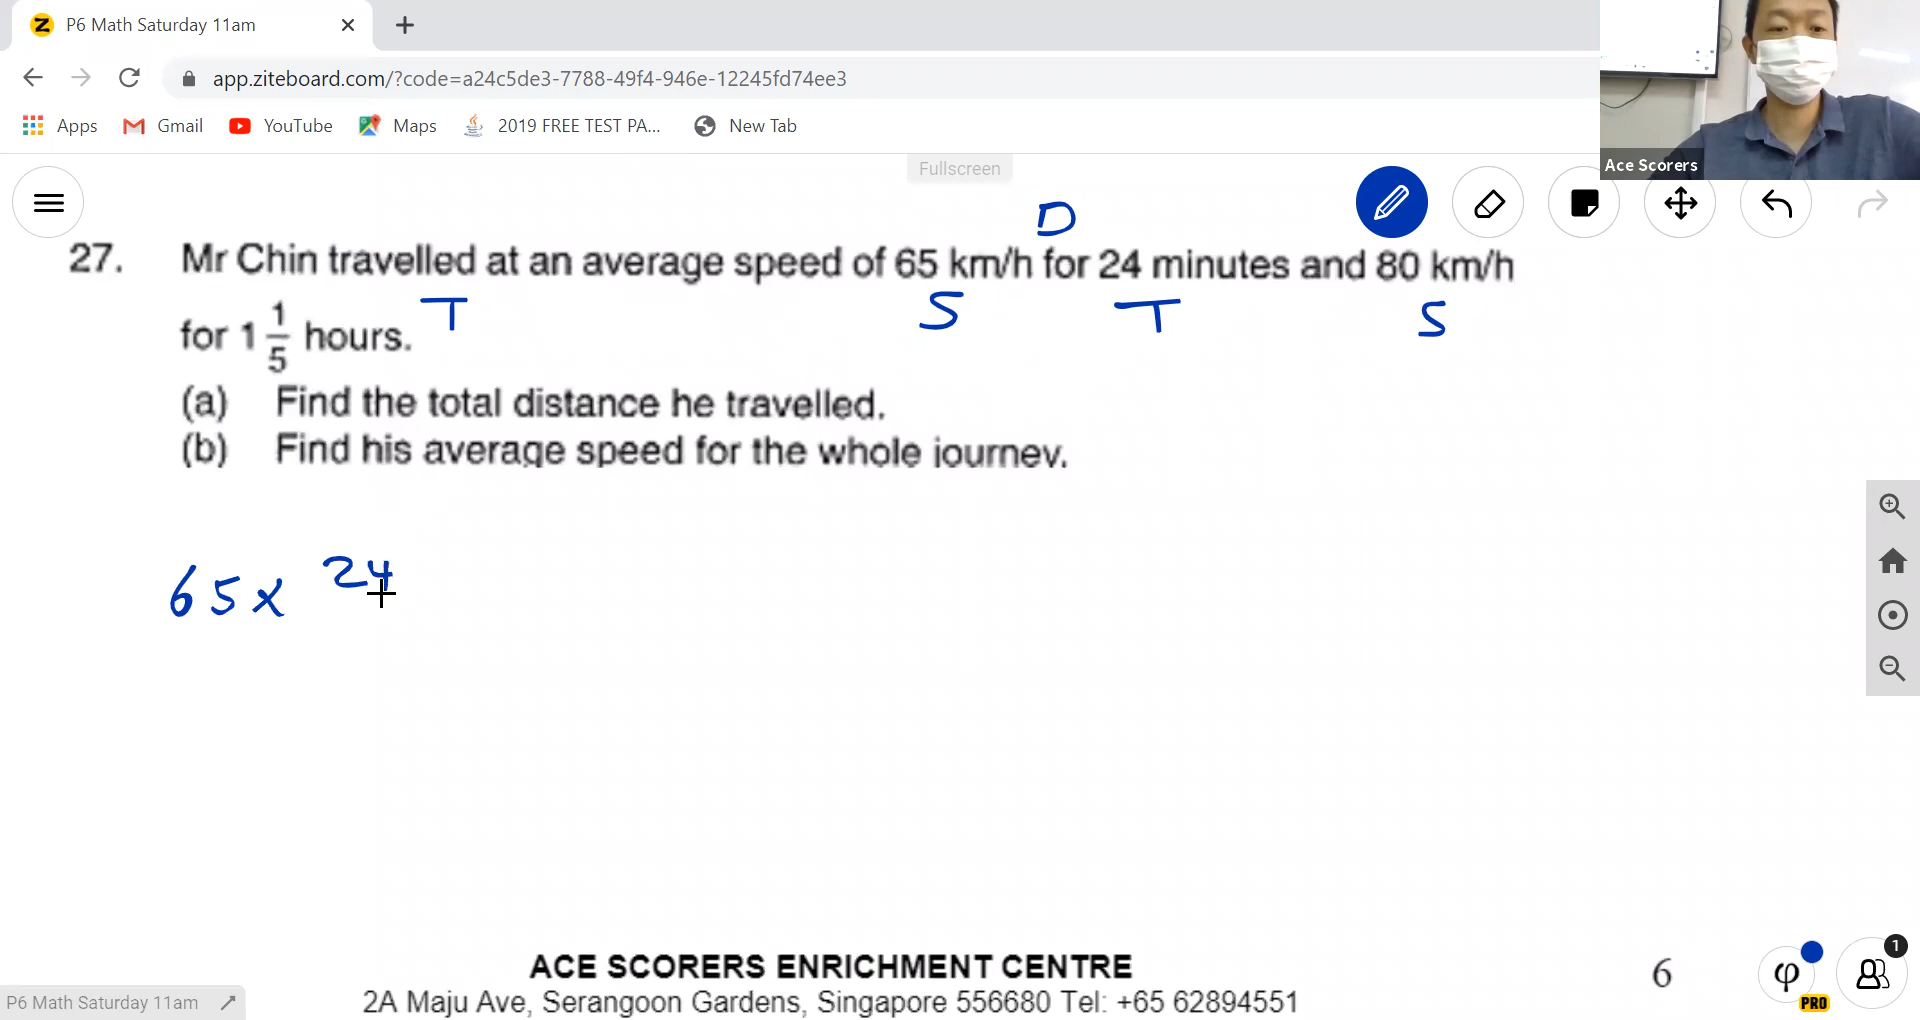 P6 Math Saturday 11am
app.ziteboard.com/?code=a24c5de3-7788-49f4-946e-12245fd74ee3
Apps Gmail YouTube Maps 2019 FREE TEST PA... New Tab
Ace Scorers
Fullscreen
D
27. Mr Chin travelled at an average speed of 65 km/h for 24 minutes and 80 km/h
T S T S
for 1 1/5 hours.
(a) Find the total distance he travelled.
(b) Find his average speed for the whole journey.
65 x 24
ACE SCORERS ENRICHMENT CENTRE
2A Maju Ave, Serangoon Gardens, Singapore 556680 Tel: +65 62894551
6
φ
PRO
1
P6 Math Saturday 11am